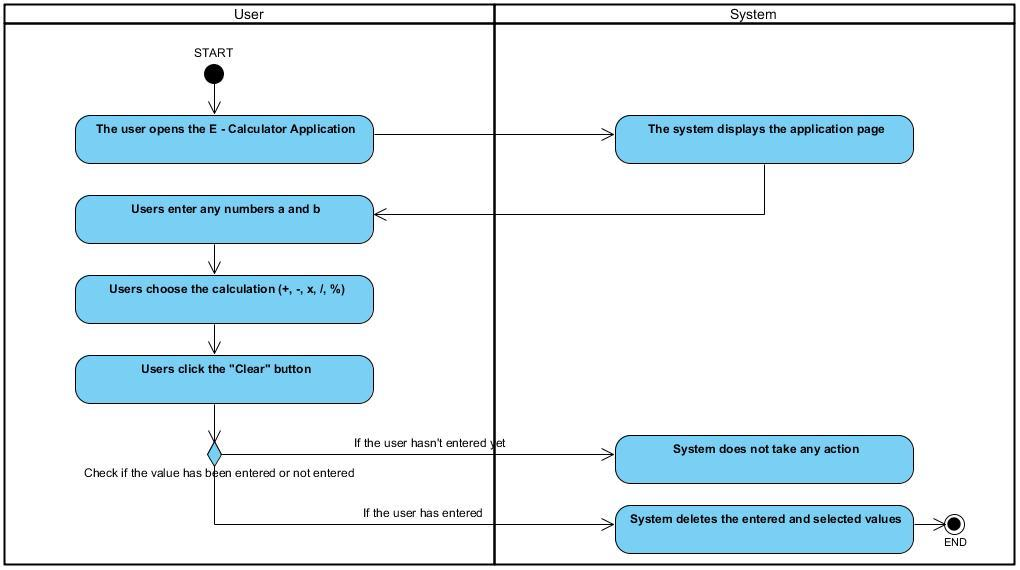 User
System
START
The user opens the E - Calculator Application
The system displays the application page
Users enter any numbers a and b
Users choose the calculation (+, -, x, /, %)
Users click the "Clear" button
If the user hasn't entered yet
System does not take any action
Check if the value has been entered or not entered
If the user has entered
System deletes the entered and selected values
END